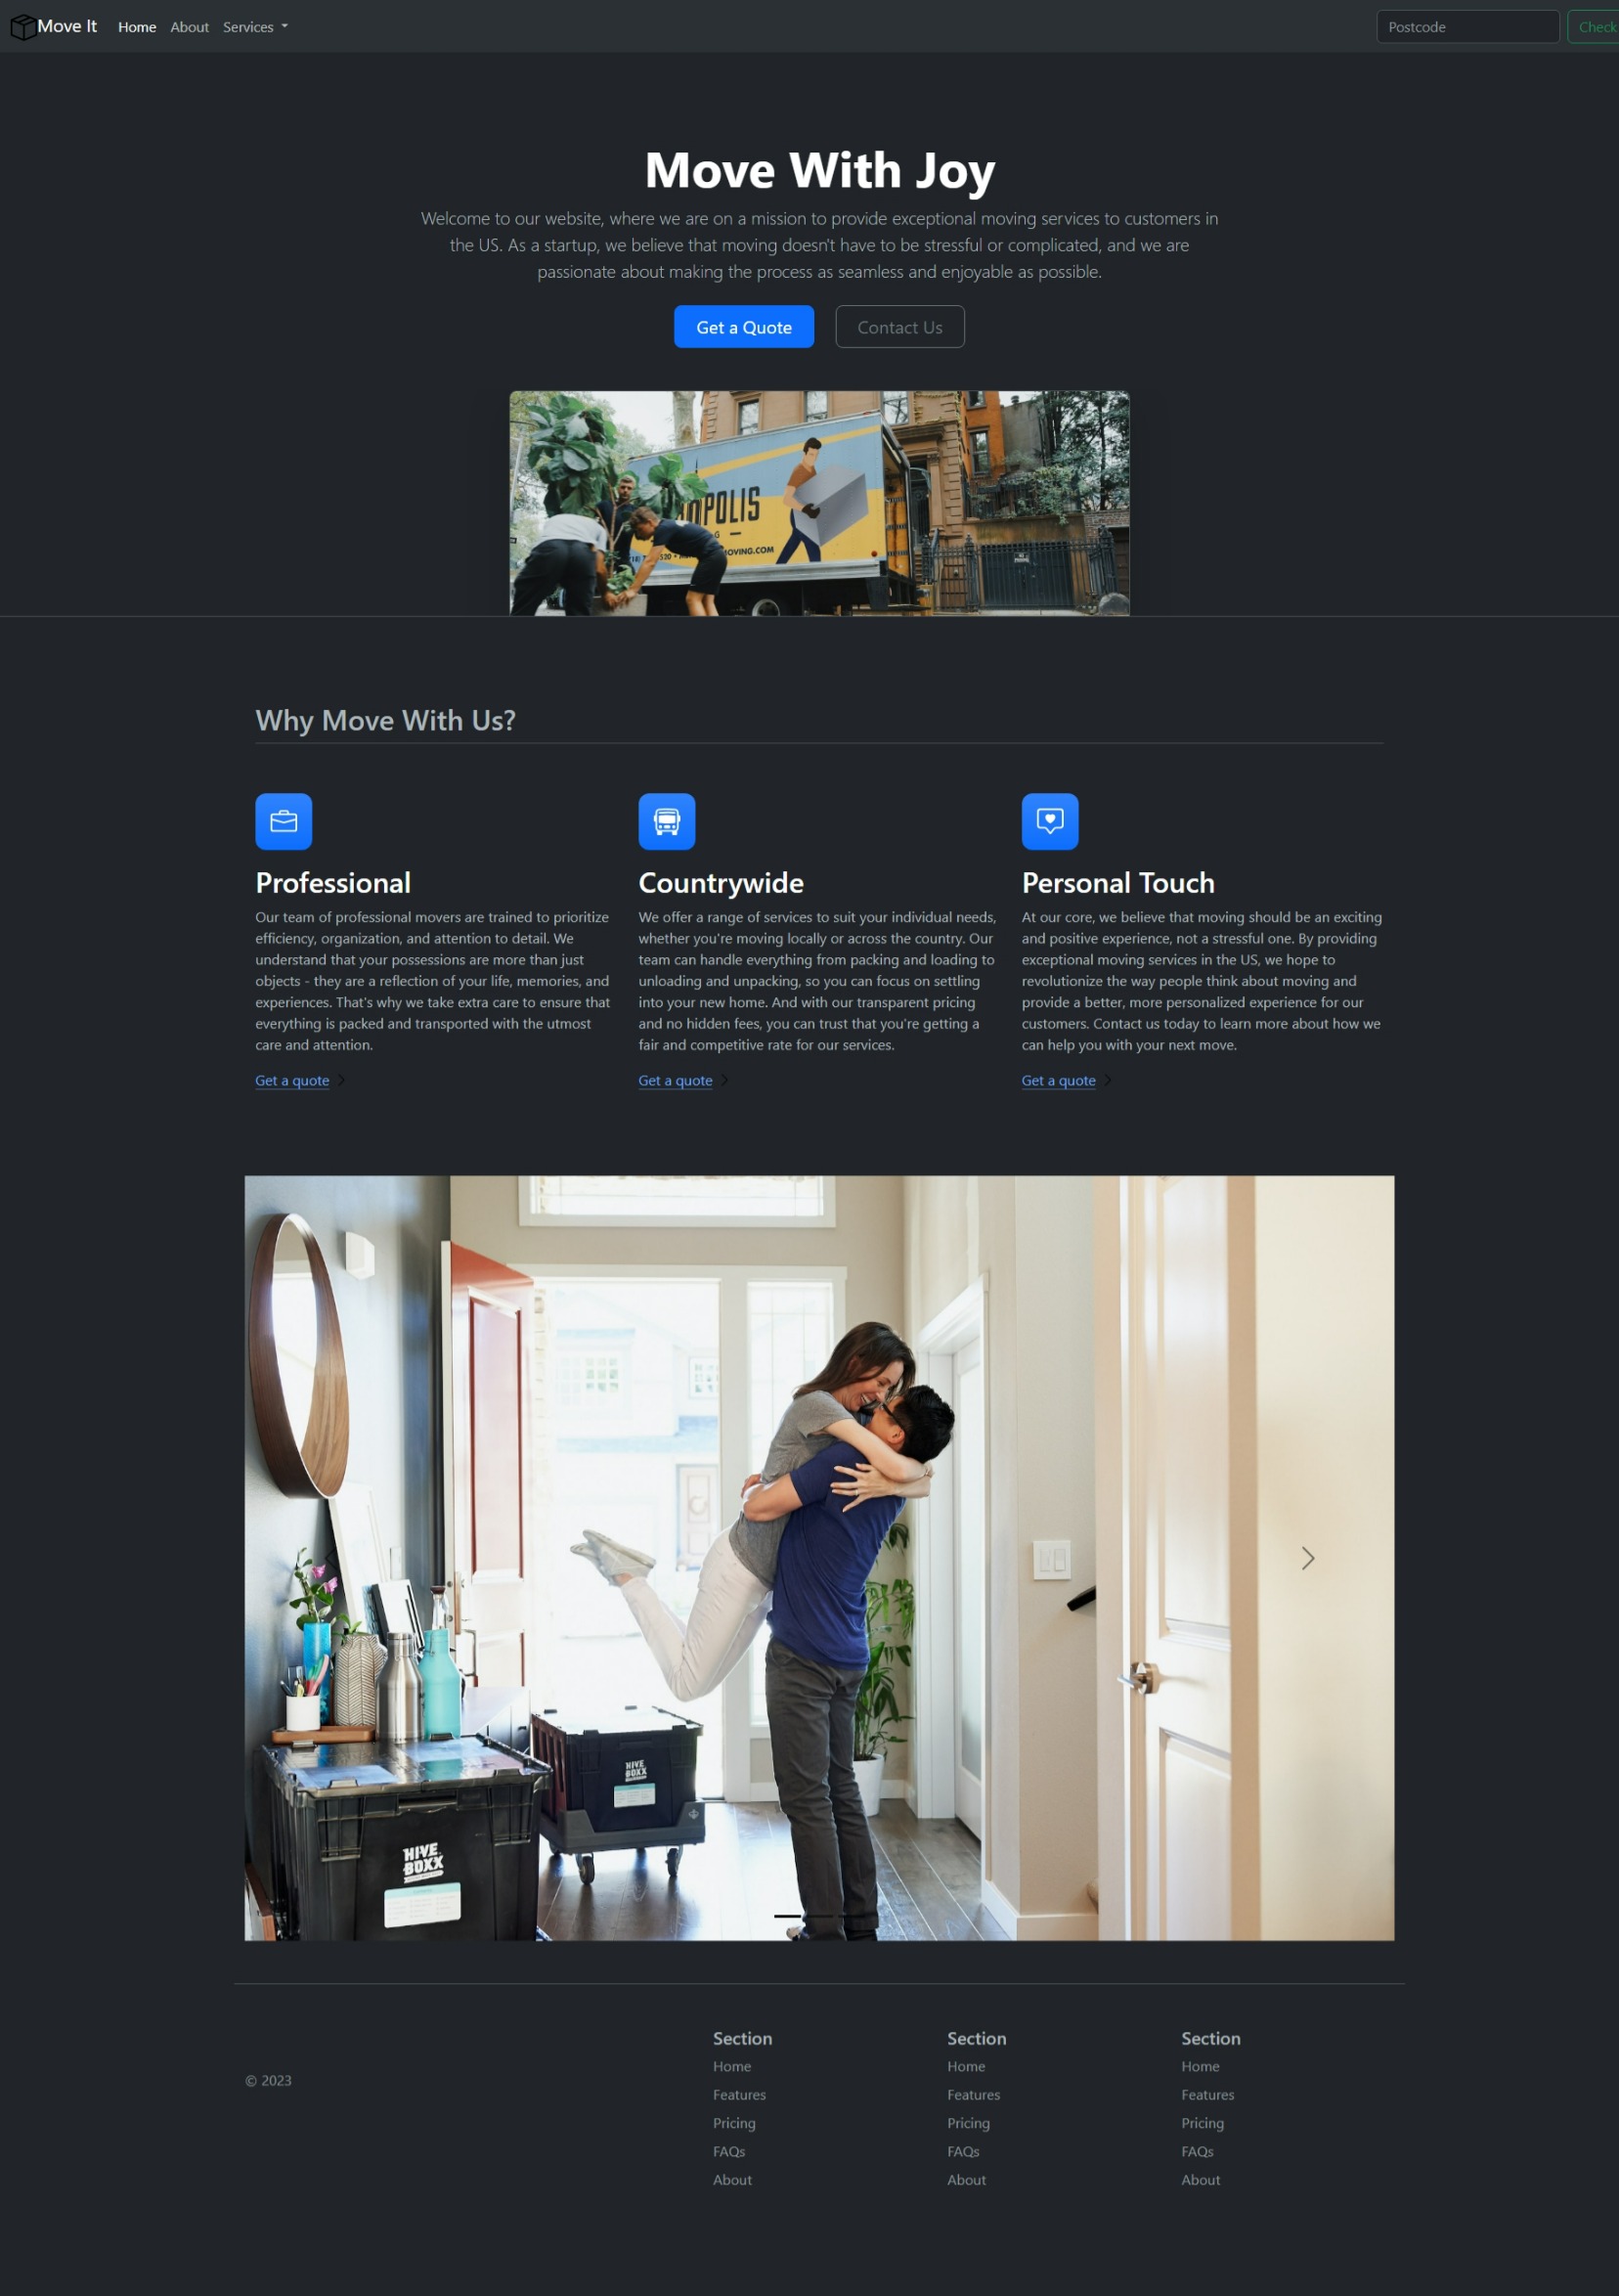 Move It
Home
About
Services
Postcode
Check
Move With Joy
Welcome to our website, where we are on a mission to provide exceptional moving services to customers in
the US. As a startup, we believe that moving doesn't have to be stressful or complicated, and we are
passionate about making the process as seamless and enjoyable as possible.
Get a Quote
Contact Us
OPOLIS
G
OVING.COM
Why Move With Us?
Professional
Our team of professional movers are trained to prioritize
efficiency, organization, and attention to detail. We
understand that your possessions are more than just
objects - they are a reflection of your life, memories, and
experiences. That's why we take extra care to ensure that
everything is packed and transported with the utmost
care and attention.
Get a quote
Countrywide
We offer a range of services to suit your individual needs,
whether you're moving locally or across the country. Our
team can handle everything from packing and loading to
unloading and unpacking, so you can focus on settling
into your new home. And with our transparent pricing
and no hidden fees, you can trust that you're getting a
fair and competitive rate for our services.
Get a quote
Personal Touch
At our core, we believe that moving should be an exciting
and positive experience, not a stressful one. By providing
exceptional moving services in the US, we hope to
revolutionize the way people think about moving and
provide a better, more personalized experience for our
customers. Contact us today to learn more about how we
can help you with your next move.
Get a quote
HIVE
BOXX
HIVE
BOXX
© 2023
Section
Home
Features
Pricing
FAQs
About
Section
Home
Features
Pricing
FAQs
About
Section
Home
Features
Pricing
FAQs
About